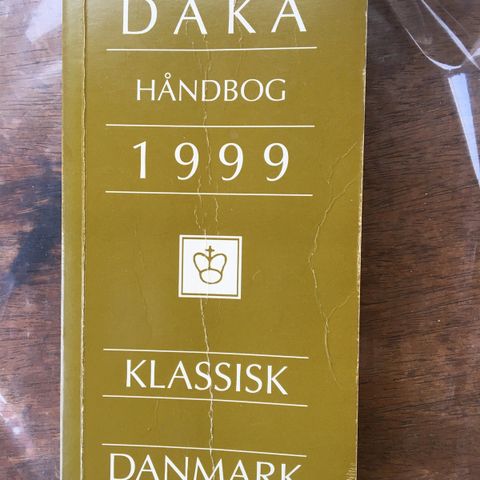 DAKA
HÅNDBOG
1999
KLASSISK
DANMARK